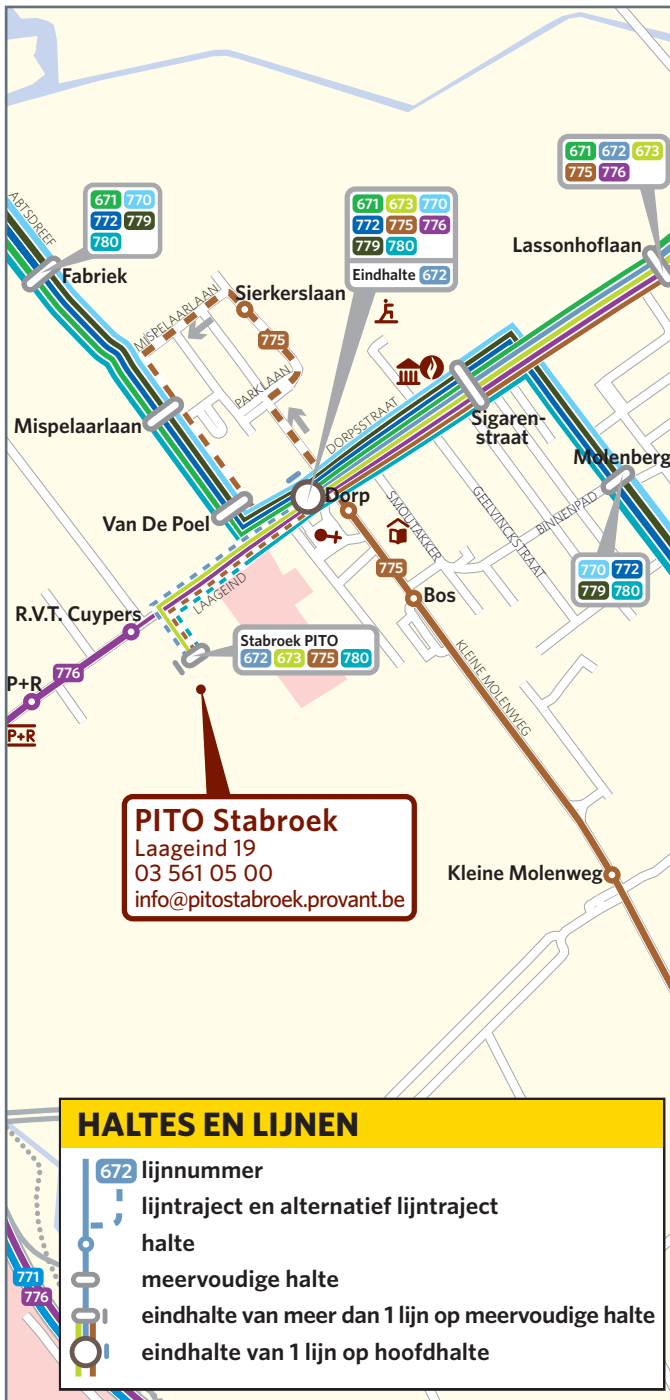 ABTSDREEF
671 770
772 779
780
Fabriek
671 673 770
772 775 776
779 780
Eindhalte 672
671 672 673
775 776
Lassonhoflaan
Sierkerslaan
MISPELAARLAAN
775
PARKLAAN
DORPSSTRAAT
Sigaren-
straat
Mispelaarlaan
Molenberg
Van De Poel
Dorp
SMOUTAKKER
GEELVINCKSTRAAT
BINNENPAD
775
770 772
779 780
LAAGEIND
Bos
R.V.T. Cuypers
Stabroek PITO
672 673 775 780
KLEINE MOLENWEG
776
P+R
P+R
PITO Stabroek
Laageind 19
03 561 05 00
info@pitostabroek.provant.be
Kleine Molenweg
HALTES EN LIJNEN
672 lijnnummer
lijntraject en alternatief lijntraject
halte
meervoudige halte
eindhalte van meer dan 1 lijn op meervoudige halte
eindhalte van 1 lijn op hoofdhalte
771
776